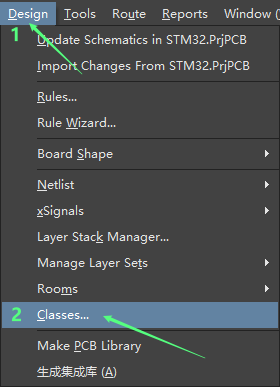 Design Tools Route Reports Window (
1
Update Schematics in STM32.PrjPCB
Import Changes From STM32.PrjPCB
Rules...
Rule Wizard...
Board Shape
Netlist
xSignals
Layer Stack Manager...
Manage Layer Sets
Rooms
2 Classes...
Make PCB Library
生成集成库 (A)